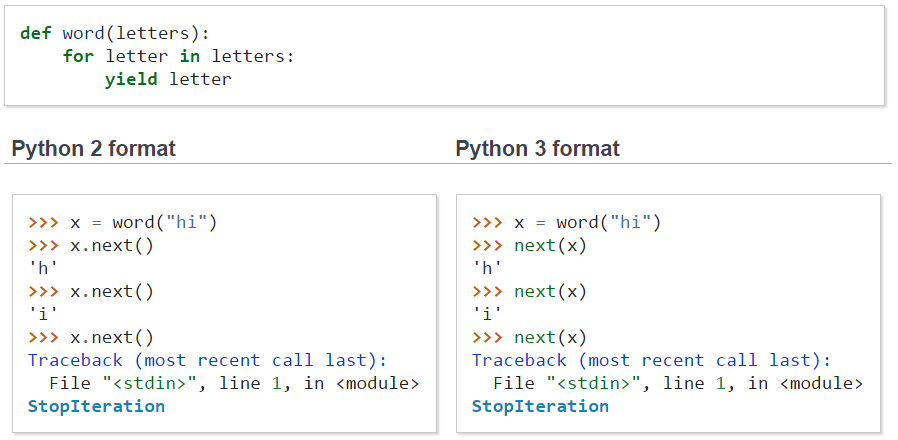 def word(letters):
    for letter in letters:
        yield letter
Python 2 format
>>> x = word("hi")
>>> x.next()
'h'
>>> x.next()
'i'
>>> x.next()
Traceback (most recent call last):
  File "<stdin>", line 1, in <module>
StopIteration
Python 3 format
>>> x = word("hi")
>>> next(x)
'h'
>>> next(x)
'i'
>>> next(x)
Traceback (most recent call last):
  File "<stdin>", line 1, in <module>
StopIteration